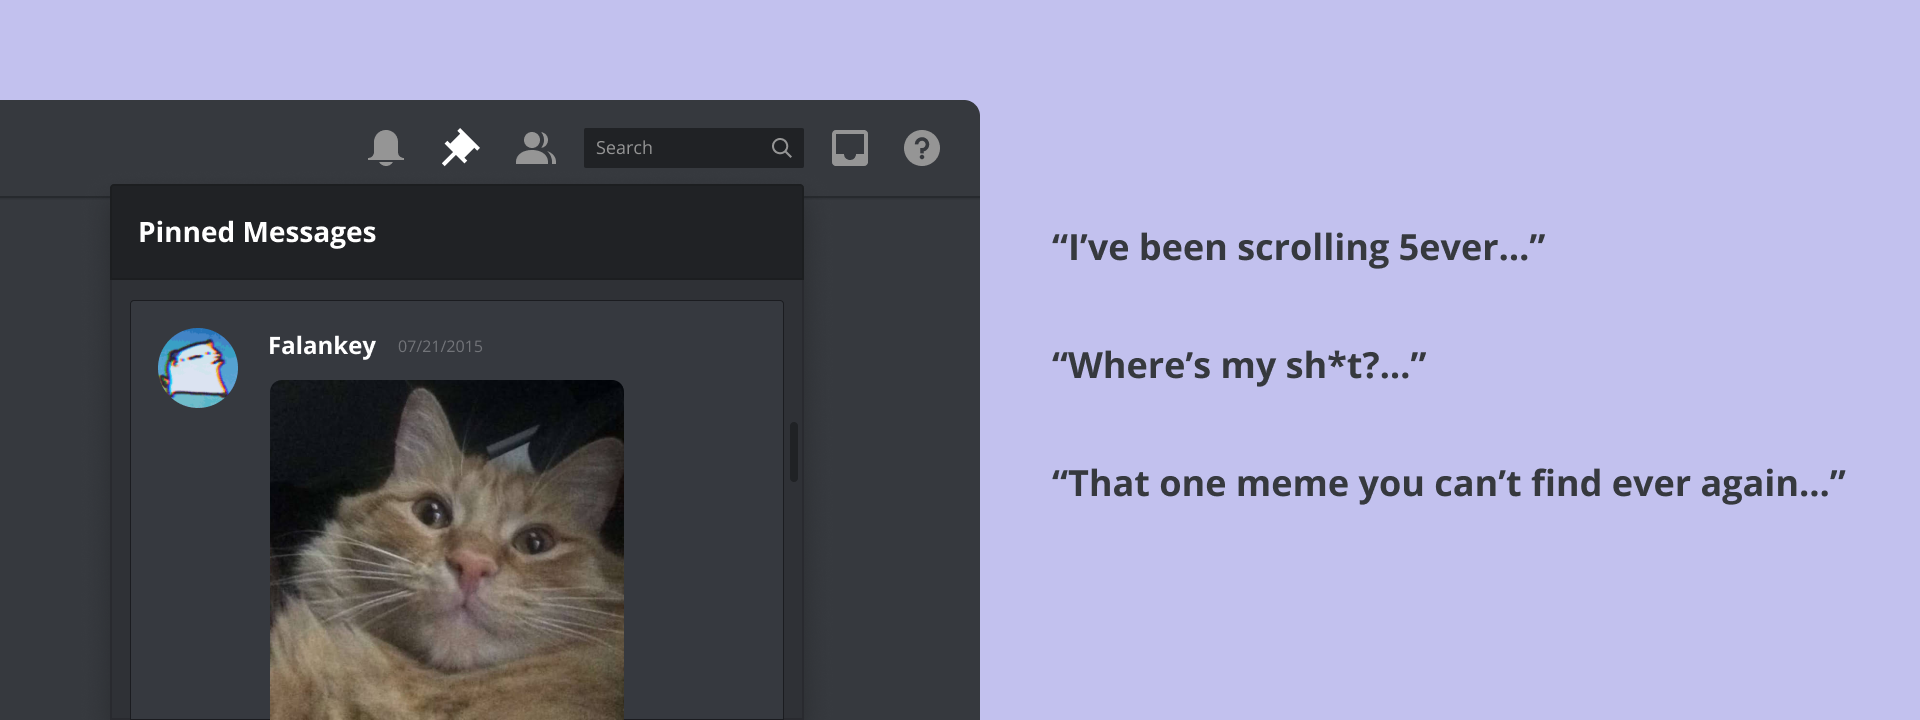 Search
Pinned Messages
Falankey 07/21/2015
“I’ve been scrolling 5ever...”
“Where’s my sh*t?...”
“That one meme you can’t find ever again...”